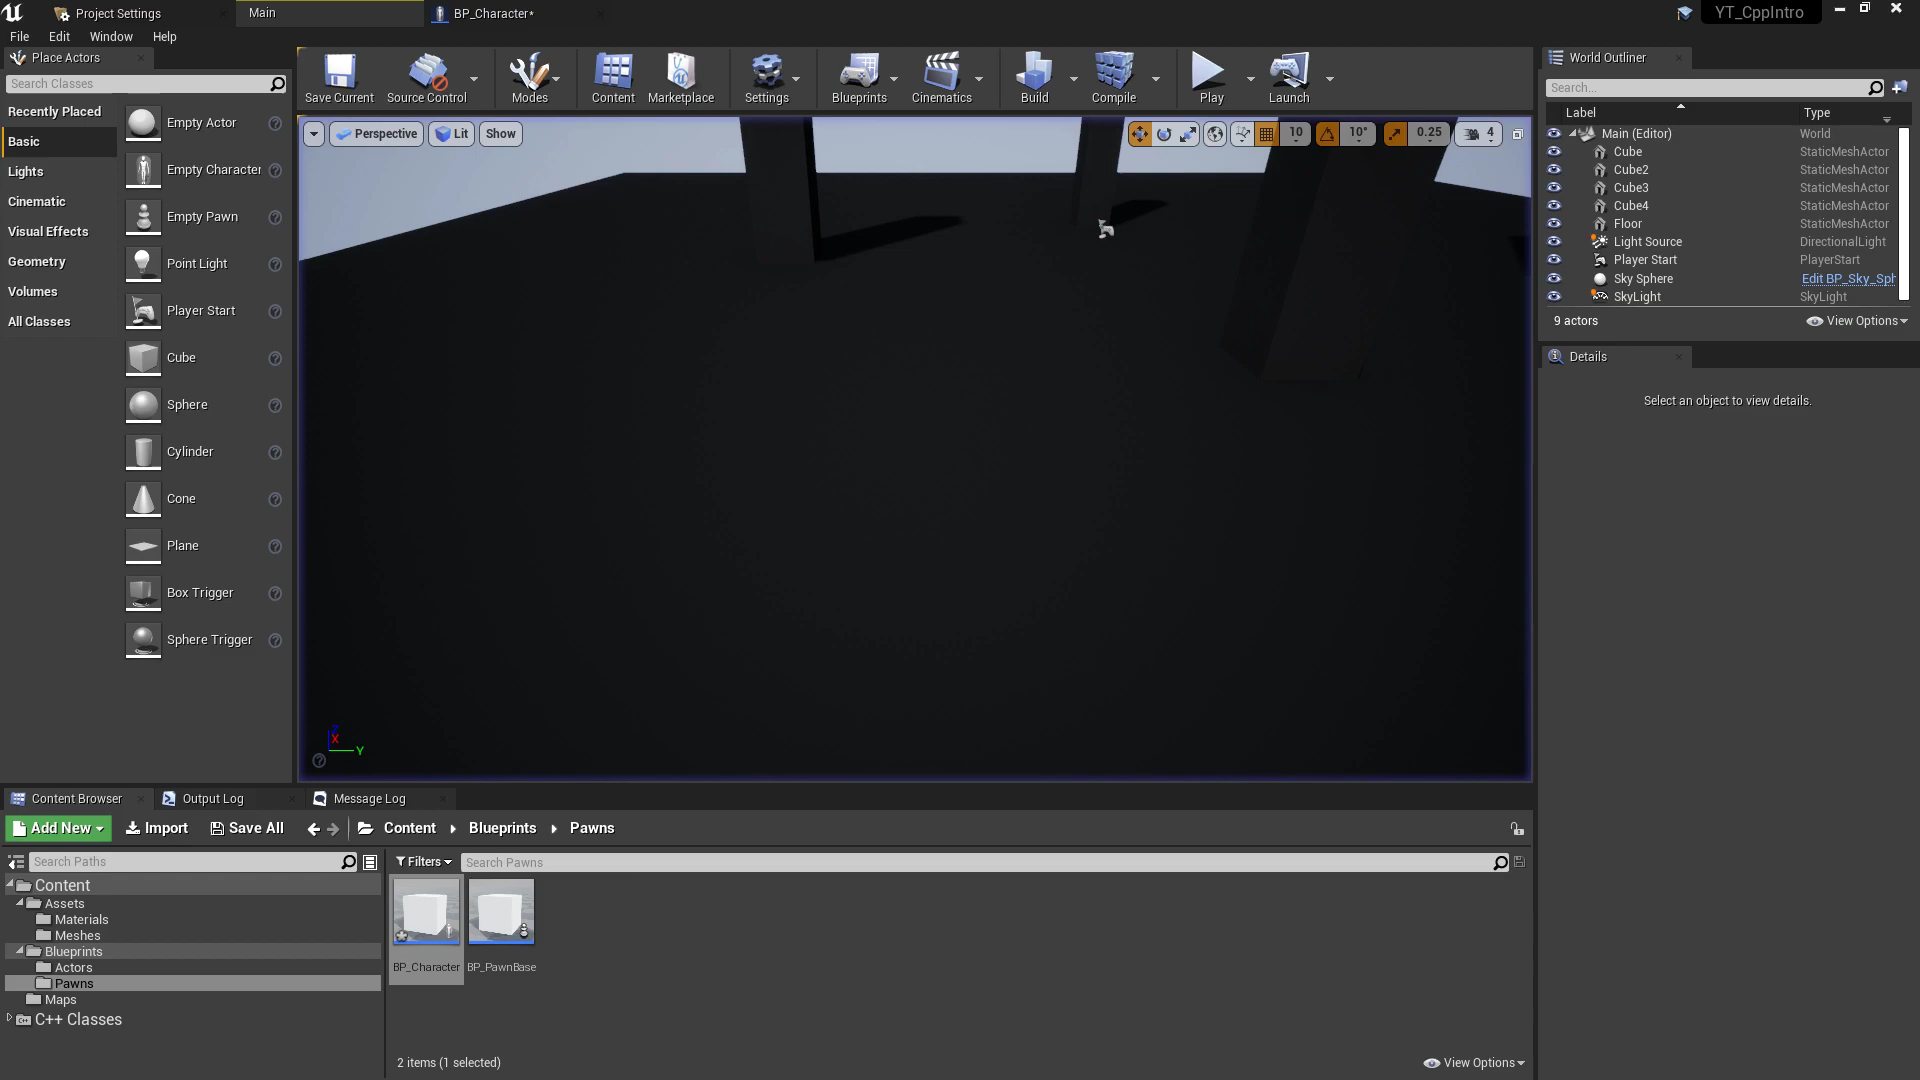 Project Settings
Main
BP_Character*
YT_CppIntro
File Edit Window Help
Place Actors
Search Classes
Recently Placed
Basic
Lights
Cinematic
Visual Effects
Geometry
Volumes
All Classes
Empty Actor
Empty Character
Empty Pawn
Point Light
Player Start
Cube
Sphere
Cylinder
Cone
Plane
Box Trigger
Sphere Trigger
Save Current
Source Control
Modes
Content
Marketplace
Settings
Blueprints
Cinematics
Build
Compile
Play
Launch
Perspective
Lit
Show
10
10°
0.25
4
Z
X
Y
World Outliner
Search...
Label Type
Main (Editor) World
Cube StaticMeshActor
Cube2 StaticMeshActor
Cube3 StaticMeshActor
Cube4 StaticMeshActor
Floor StaticMeshActor
Light Source DirectionalLight
Player Start PlayerStart
Sky Sphere Edit BP_Sky_Sph
SkyLight SkyLight
9 actors
View Options
Details
Select an object to view details.
Content Browser
Output Log
Message Log
Add New
Import
Save All
Content
Blueprints
Pawns
Search Paths
Content
Assets
Materials
Meshes
Blueprints
Actors
Pawns
Maps
C++ Classes
Filters
Search Pawns
BP_Character
BP_PawnBase
2 items (1 selected)
View Options